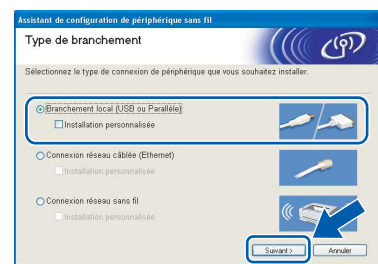 Assistant de configuration de périphérique sans fil
Type de branchement
Sélectionnez le type de connexion de périphérique que vous souhaitez installer.
Branchement local (USB ou Parallèle)
Installation personnalisée
Connexion réseau câblée (Ethernet)
Installation personnalisée
Connexion réseau sans fil
Installation personnalisée
Suivant >
Annuler